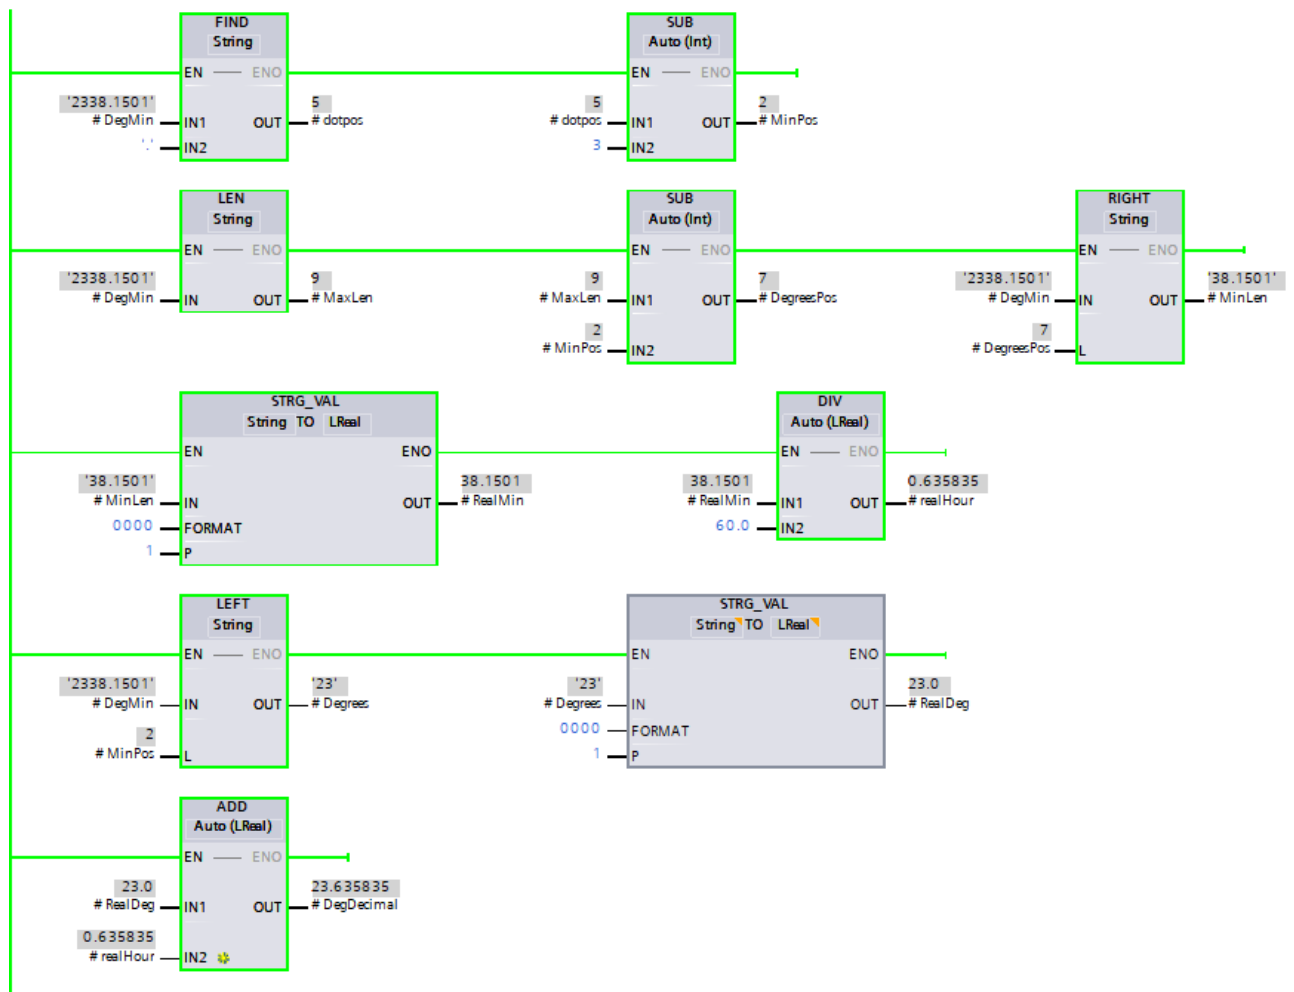 FIND
String
EN ENO
'2338.1501' 5
# DegMin IN1 OUT # dotpos
'.' IN2
SUB
Auto (Int)
EN ENO
5 2
# dotpos IN1 OUT # MinPos
3 IN2
LEN
String
EN ENO
'2338.1501' 9
# DegMin IN OUT # MaxLen
SUB
Auto (Int)
EN ENO
9 7
# MaxLen IN1 OUT # DegreesPos
2
# MinPos IN2
RIGHT
String
EN ENO
'2338.1501' '38.1501'
# DegMin IN OUT # MinLen
7
# DegreesPos L
STRG_VAL
String TO LReal
EN ENO
'38.1501' 38.1501
# MinLen IN OUT # RealMin
0000 FORMAT
1 P
DIV
Auto (LReal)
EN ENO
38.1501 0.635835
# RealMin IN1 OUT # realHour
60.0 IN2
LEFT
String
EN ENO
'2338.1501' '23'
# DegMin IN OUT # Degrees
2
# MinPos L
STRG_VAL
String TO LReal
EN ENO
'23' 23.0
# Degrees IN OUT # RealDeg
0000 FORMAT
1 P
ADD
Auto (LReal)
EN ENO
23.0 23.635835
# RealDeg IN1 OUT # DegDecimal
0.635835
# realHour IN2